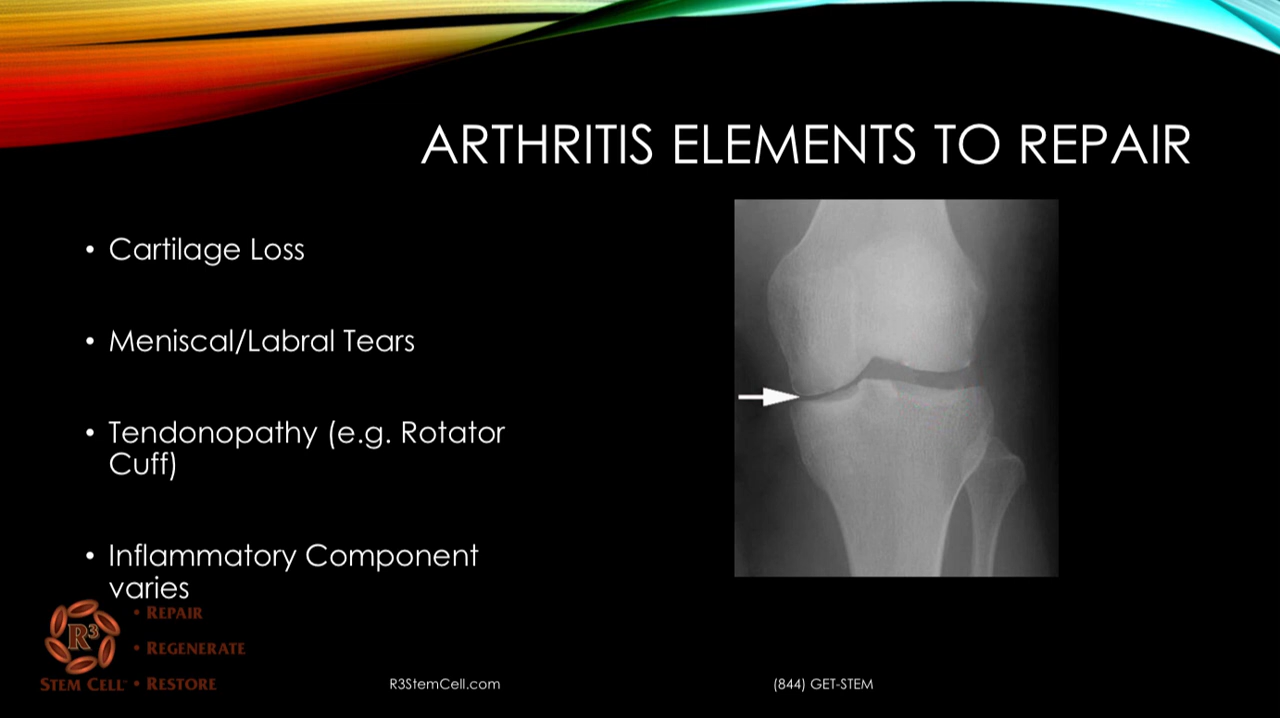 ARTHRITIS ELEMENTS TO REPAIR
• Cartilage Loss
• Meniscal/Labral Tears
• Tendonopathy (e.g. Rotator
Cuff)
• Inflammatory Component
varies
R³
STEM CELL
• REPAIR
• REGENERATE
• RESTORE
R3StemCell.com
(844) GET-STEM